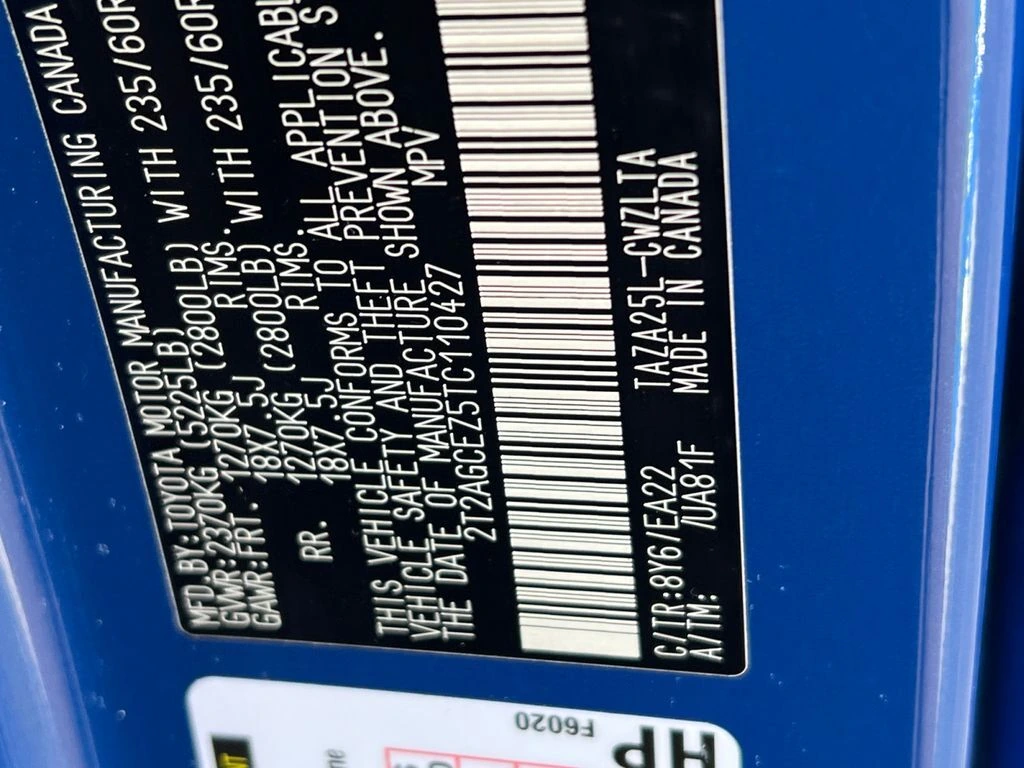 MFD.BY:TOYOTA MOTOR MANUFACTURING CANADA
GVWR:2370KG (5225LB)
GAWR:FRT. 1270KG (2800LB) WITH 235/60R
18X7.5J RIMS.
RR. 1270KG (2800LB) WITH 235/60R
18X7.5J RIMS.
THIS VEHICLE CONFORMS TO ALL APPLICABL
VEHICLE SAFETY AND THEFT PREVENTION S
THE DATE OF MANUFACTURE SHOWN ABOVE.
2T2AGCEZ5TC110427 MPV
C/TR:8Y6/EA22 TAZA25L-CWZLTA
A/TM: /UA81F MADE IN CANADA
F6020